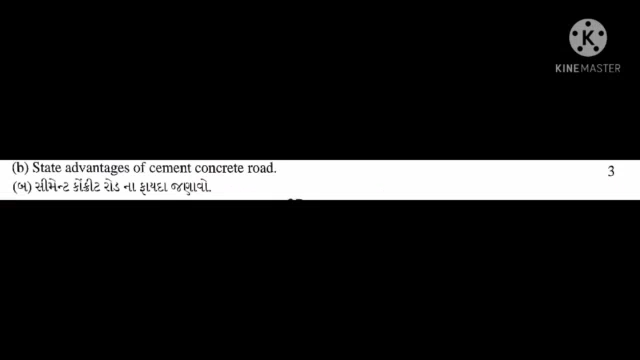 K
KINEMASTER
(b) State advantages of cement concrete road. 3
(બ) સીમેન્ટ કોંક્રીટ રોડ ના ફાયદા જણાવો.